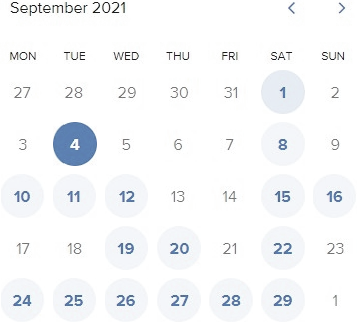 September 2021
MON TUE WED THU FRI SAT SUN
27 28 29 30 31 1 2
3 4 5 6 7 8 9
10 11 12 13 14 15 16
17 18 19 20 21 22 23
24 25 26 27 28 29 1